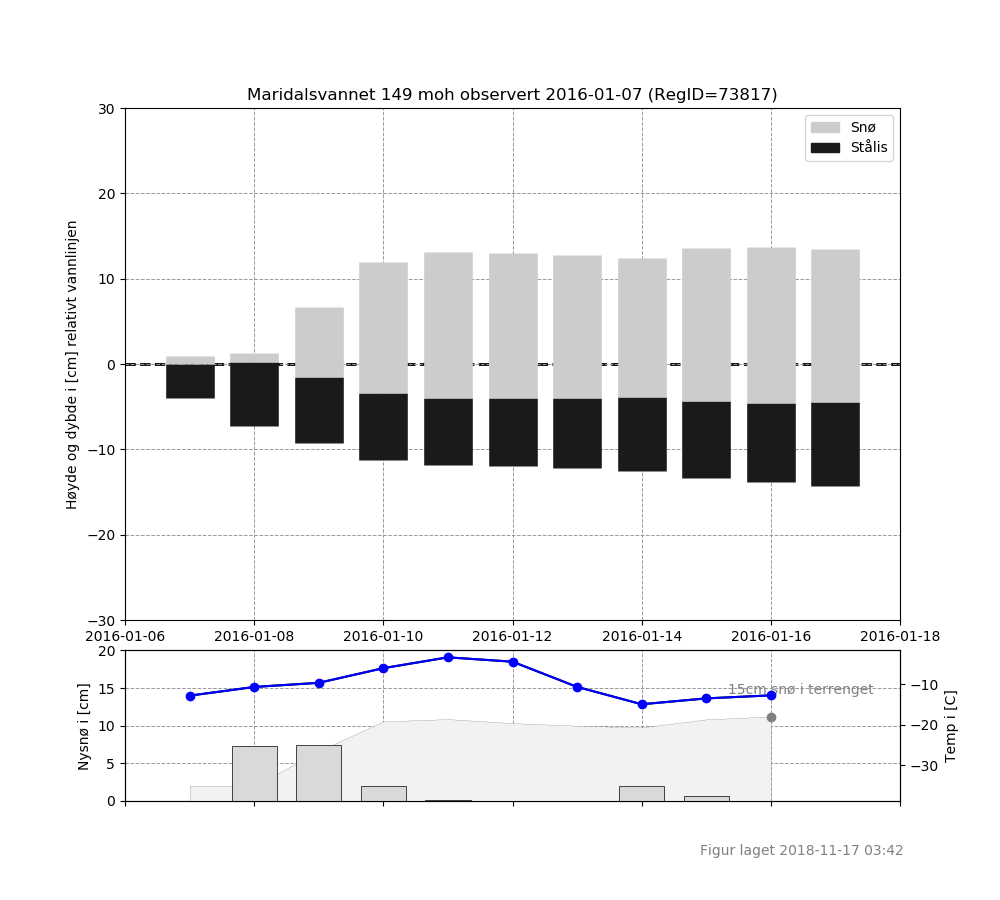 Maridalsvannet 149 moh observert 2016-01-07 (RegID=73817)
Snø
Stålis
30
20
10
0
−10
−20
−30
Høyde og dybde i [cm] relativt vannlinjen
2016-01-06 2016-01-08 2016-01-10 2016-01-12 2016-01-14 2016-01-16 2016-01-18
20
15
10
5
0
Nysnø i [cm]
15cm snø i terrenget
−10
−20
−30
Temp i [C]
Figur laget 2018-11-17 03:42